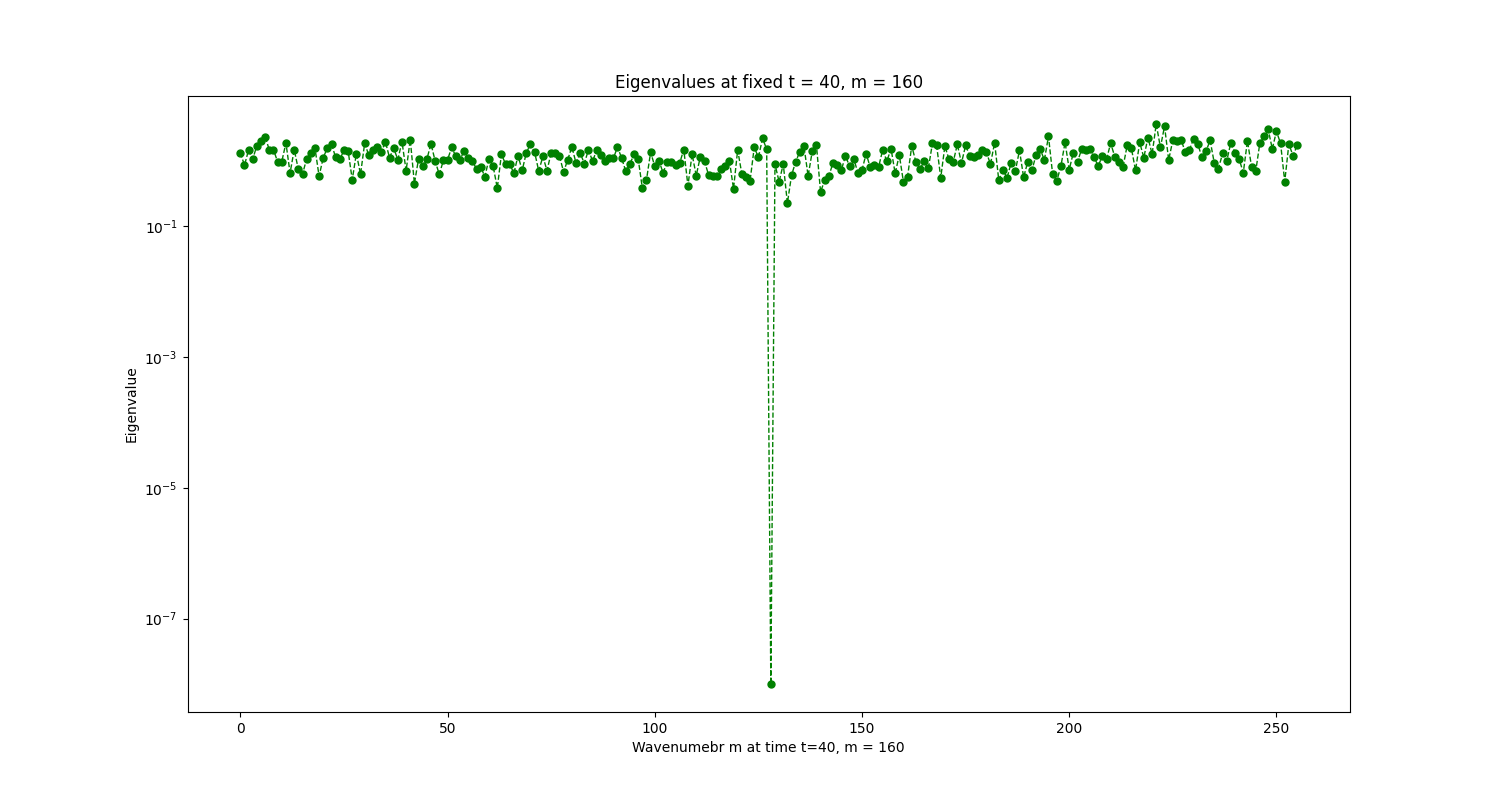 Eigenvalues at fixed t = 40, m = 160
10⁻¹
10⁻³
10⁻⁵
10⁻⁷
Eigenvalue
0 50 100 150 200 250
Wavenumebr m at time t=40, m = 160